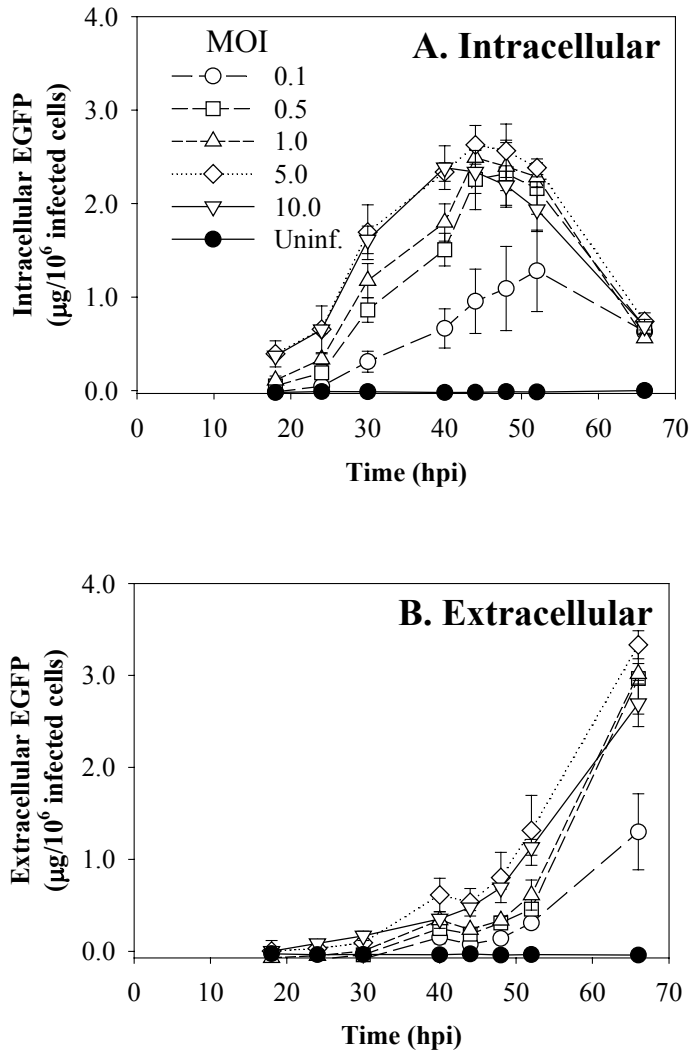 4.0
3.0
2.0
1.0
0.0
Intracellular EGFP
(µg/10⁶ infected cells)
MOI
0.1
0.5
1.0
5.0
10.0
Uninf.
A. Intracellular
0 10 20 30 40 50 60 70
Time (hpi)
4.0
3.0
2.0
1.0
0.0
Extracellular EGFP
(µg/10⁶ infected cells)
B. Extracellular
0 10 20 30 40 50 60 70
Time (hpi)